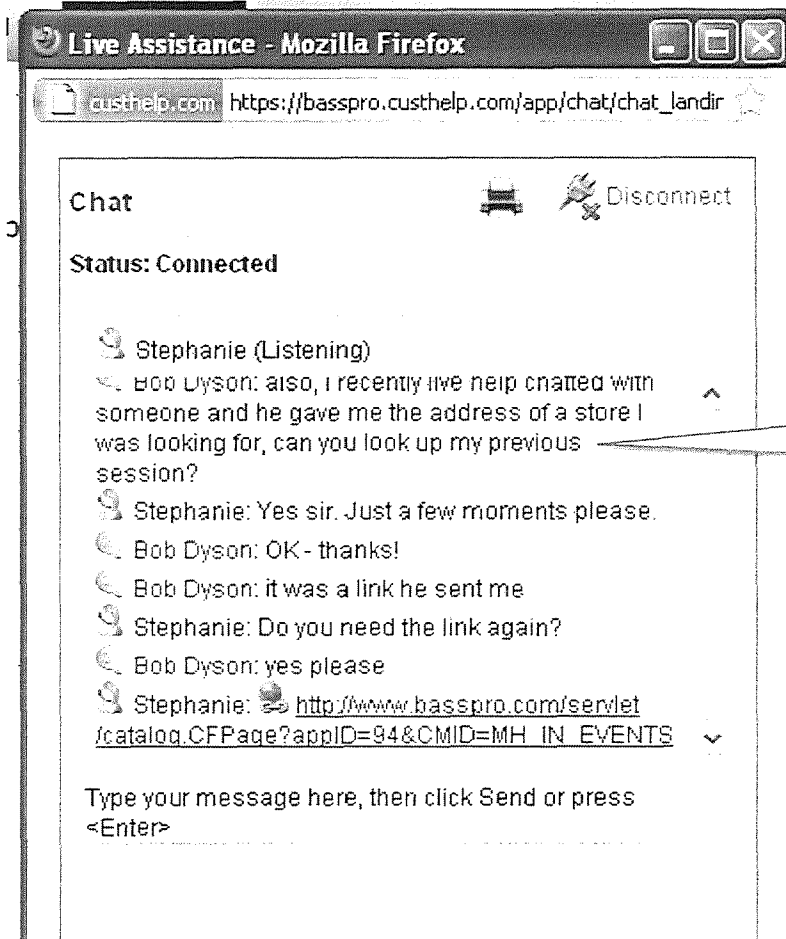 Live Assistance - Mozilla Firefox
custhelp.com https://basspro.custhelp.com/app/chat/chat_landir
Chat
Disconnect
Status: Connected
Stephanie (Listening)
Bob Dyson: also, I recently live help chatted with
someone and he gave me the address of a store I
was looking for, can you look up my previous
session?
Stephanie: Yes sir. Just a few moments please.
Bob Dyson: OK - thanks!
Bob Dyson: it was a link he sent me
Stephanie: Do you need the link again?
Bob Dyson: yes please
Stephanie: http://www.basspro.com/servlet
/catalog.CFPage?appID=94&CMID=MH_IN_EVENTS
Type your message here, then click Send or press
<Enter>